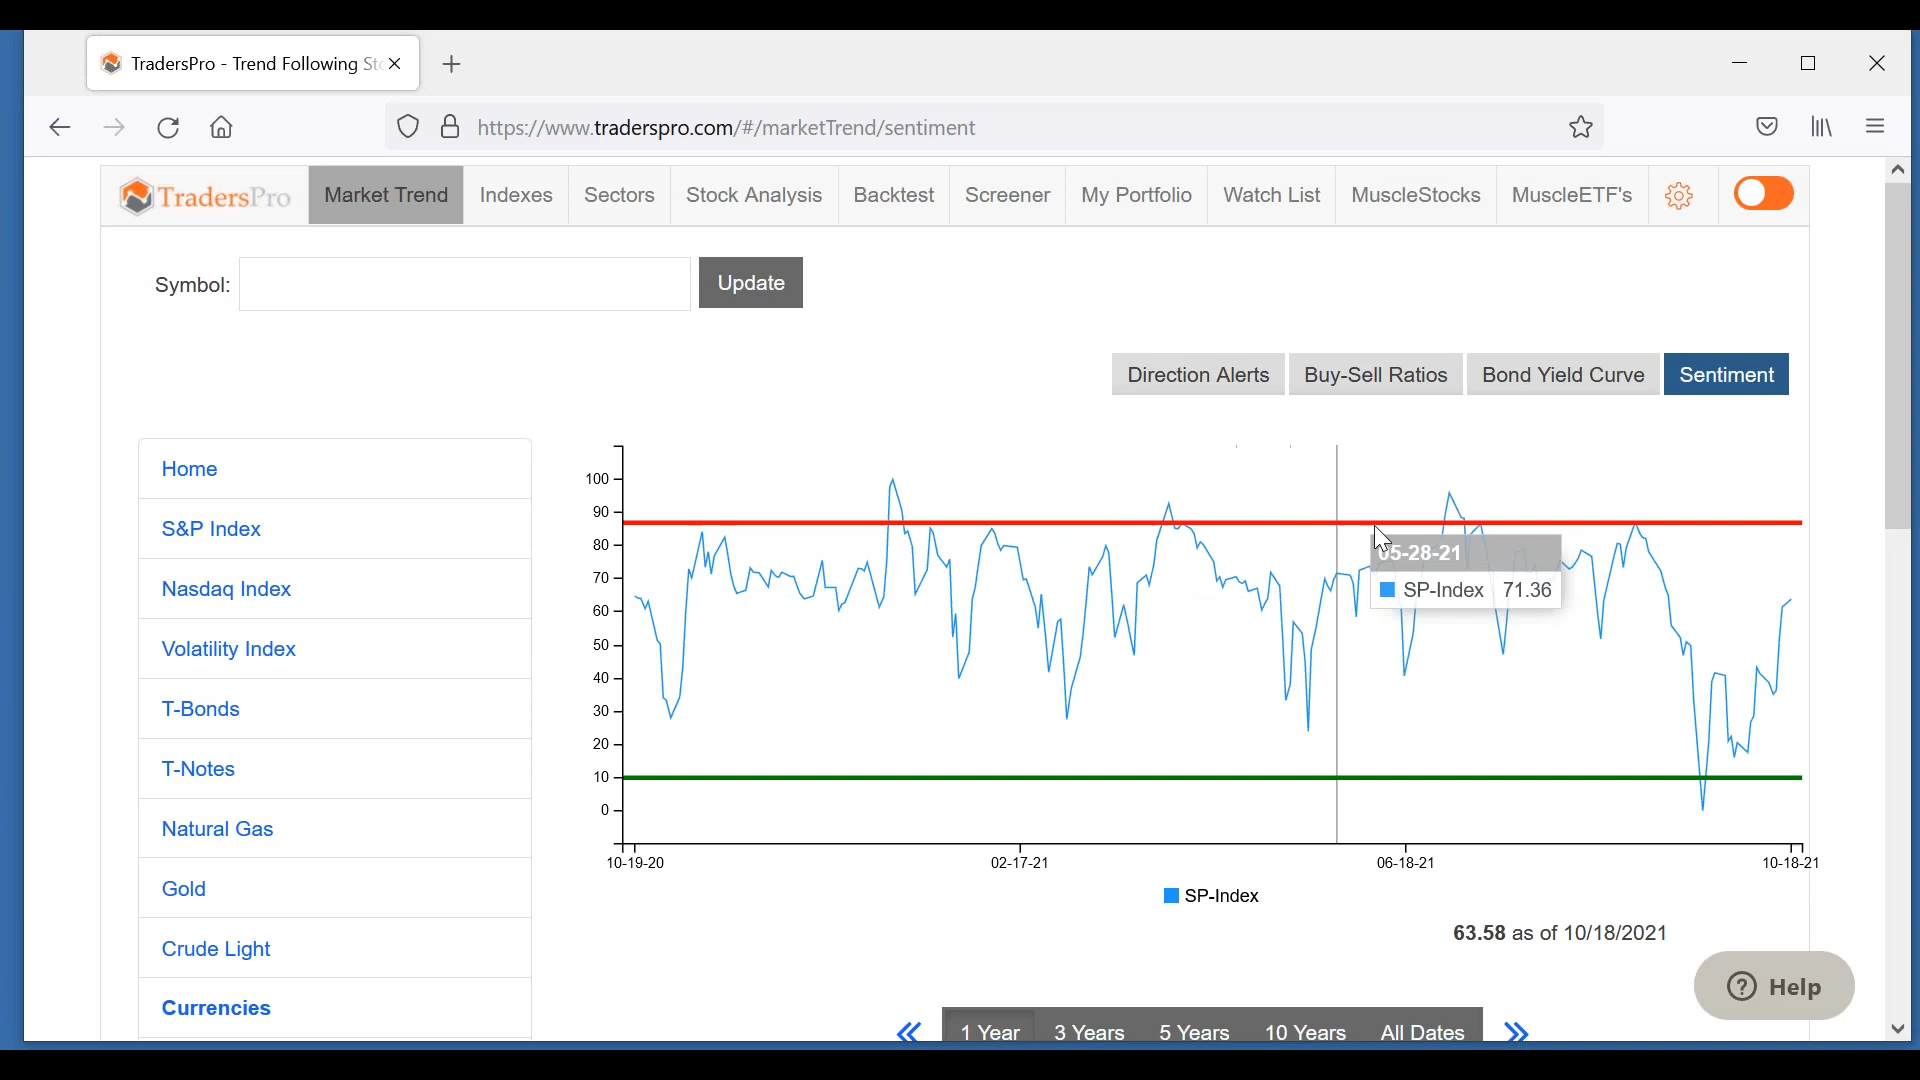 TradersPro - Trend Following St
https://www.traderspro.com/#/marketTrend/sentiment
TradersPro Market Trend Indexes Sectors Stock Analysis Backtest Screener My Portfolio Watch List MuscleStocks MuscleETF's
Symbol: Update
Direction Alerts Buy-Sell Ratios Bond Yield Curve Sentiment
Home
S&P Index
Nasdaq Index
Volatility Index
T-Bonds
T-Notes
Natural Gas
Gold
Crude Light
Currencies
100
90
80
70
60
50
40
30
20
10
0
05-28-21
SP-Index 71.36
10-19-20 02-17-21 06-18-21 10-18-21
SP-Index
63.58 as of 10/18/2021
Help
1 Year 3 Years 5 Years 10 Years All Dates